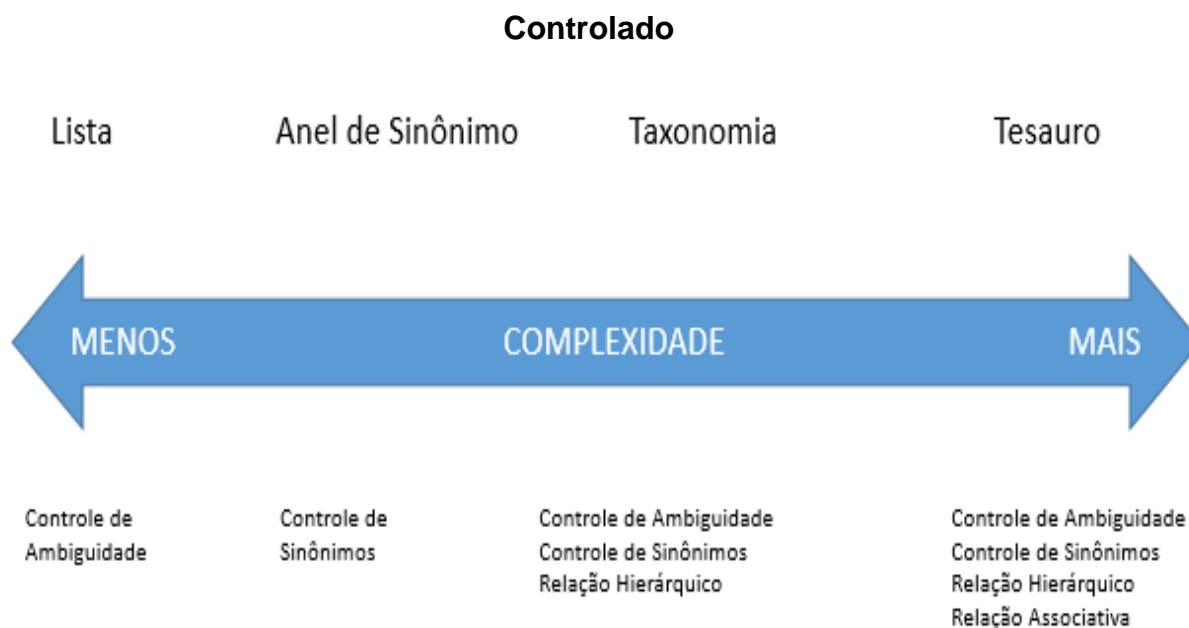 Controlado
Lista Anel de Sinônimo Taxonomia Tesauro
MENOS COMPLEXIDADE MAIS
Controle de
Ambiguidade
Controle de
Sinônimos
Controle de Ambiguidade
Controle de Sinônimos
Relação Hierárquico
Controle de Ambiguidade
Controle de Sinônimos
Relação Hierárquico
Relação Associativa